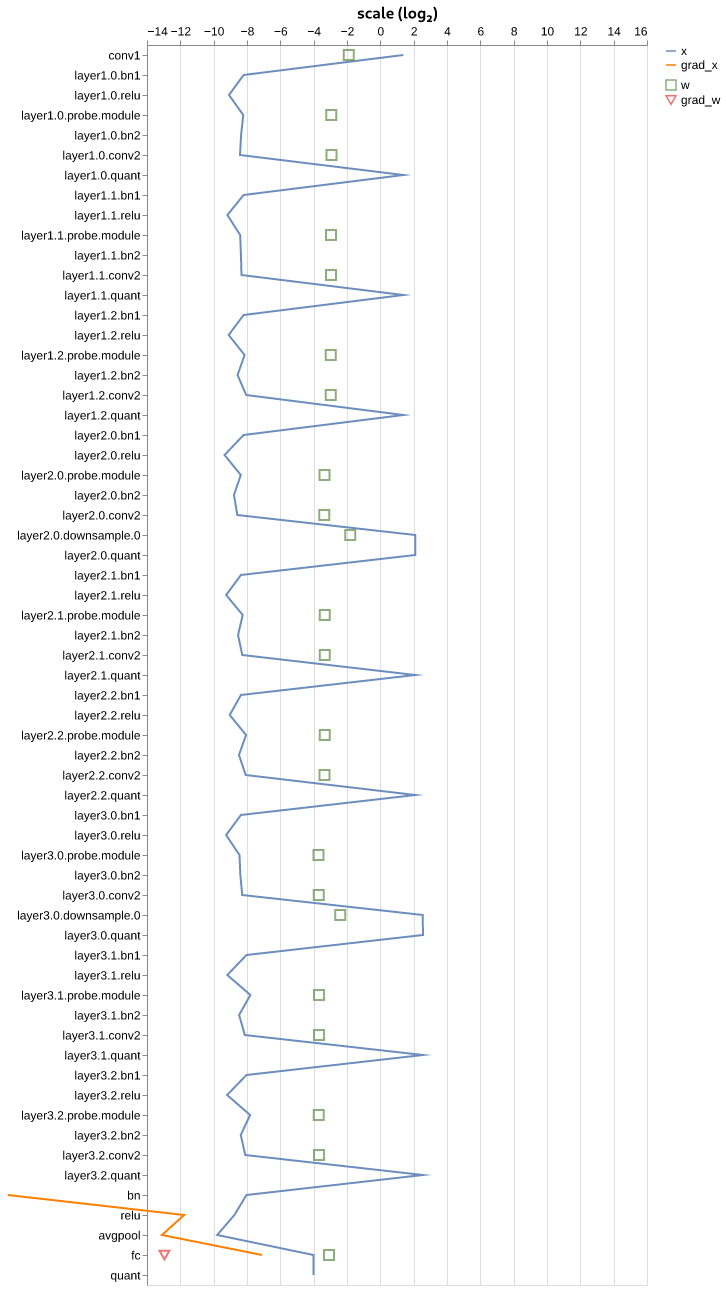 scale (log2)
−14 −12 −10 −8 −6 −4 −2 0 2 4 6 8 10 12 14 16
x
grad_x
w
grad_w
conv1
layer1.0.bn1
layer1.0.relu
layer1.0.probe.module
layer1.0.bn2
layer1.0.conv2
layer1.0.quant
layer1.1.bn1
layer1.1.relu
layer1.1.probe.module
layer1.1.bn2
layer1.1.conv2
layer1.1.quant
layer1.2.bn1
layer1.2.relu
layer1.2.probe.module
layer1.2.bn2
layer1.2.conv2
layer1.2.quant
layer2.0.bn1
layer2.0.relu
layer2.0.probe.module
layer2.0.bn2
layer2.0.conv2
layer2.0.downsample.0
layer2.0.quant
layer2.1.bn1
layer2.1.relu
layer2.1.probe.module
layer2.1.bn2
layer2.1.conv2
layer2.1.quant
layer2.2.bn1
layer2.2.relu
layer2.2.probe.module
layer2.2.bn2
layer2.2.conv2
layer2.2.quant
layer3.0.bn1
layer3.0.relu
layer3.0.probe.module
layer3.0.bn2
layer3.0.conv2
layer3.0.downsample.0
layer3.0.quant
layer3.1.bn1
layer3.1.relu
layer3.1.probe.module
layer3.1.bn2
layer3.1.conv2
layer3.1.quant
layer3.2.bn1
layer3.2.relu
layer3.2.probe.module
layer3.2.bn2
layer3.2.conv2
layer3.2.quant
bn
relu
avgpool
fc
quant